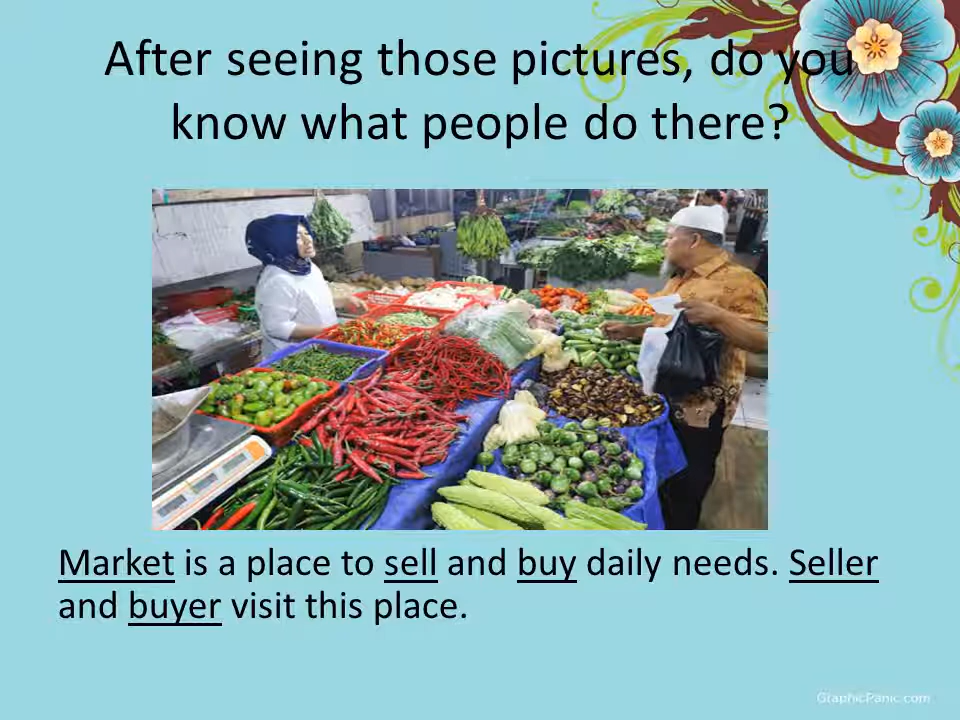 After seeing those pictures, do you
know what people do there?
Market is a place to sell and buy daily needs. Seller
and buyer visit this place.
GraphicPanic.com